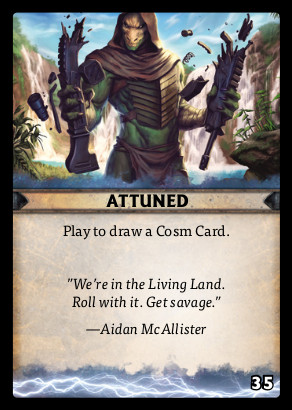 ATTUNED
Play to draw a Cosm Card.
"We're in the Living Land.
Roll with it. Get savage."
—Aidan McAllister
35